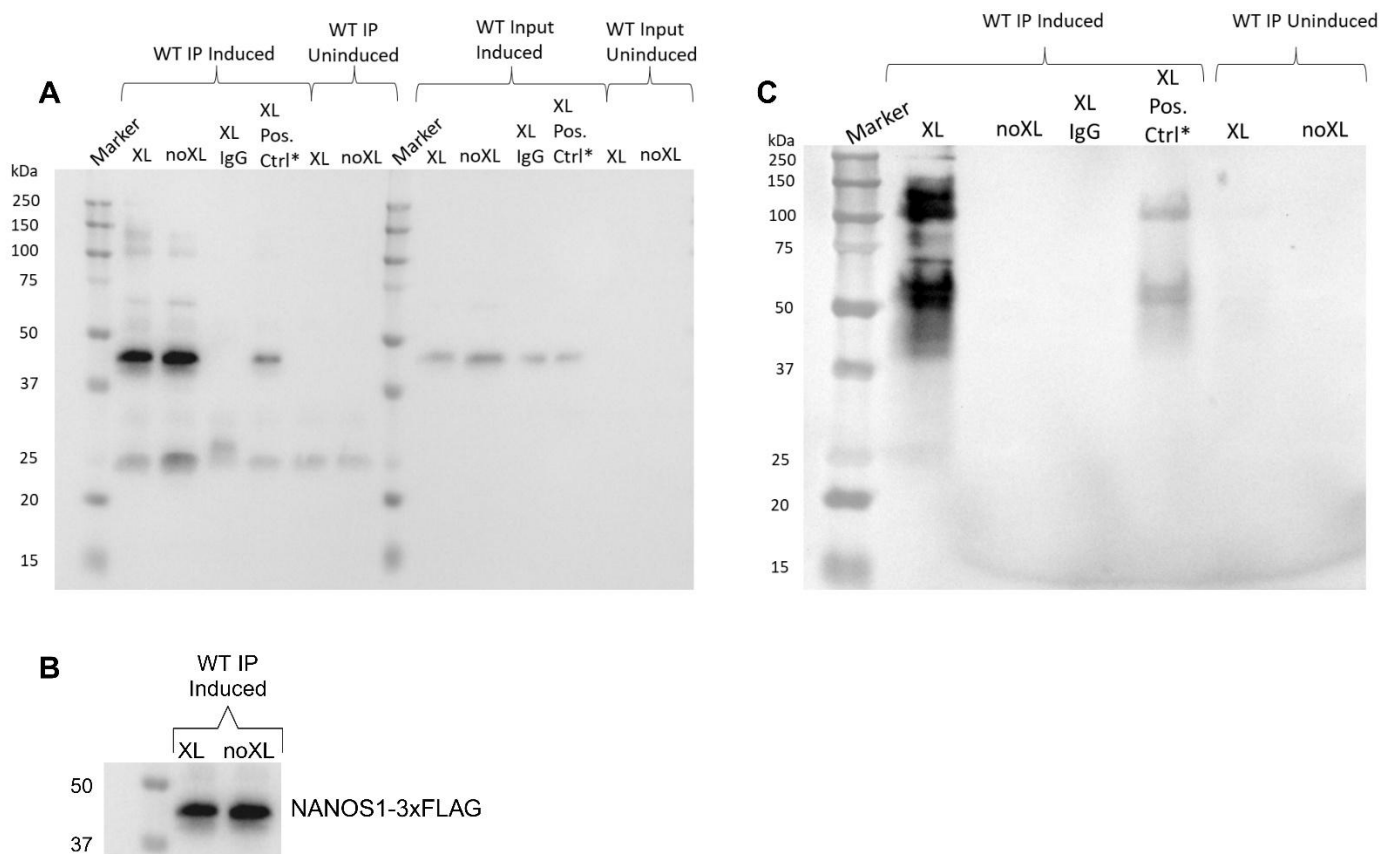 A
WT IP Induced
WT IP
Uninduced
WT Input
Induced
WT Input
Uninduced
kDa
Marker
XL
noXL
XL
IgG
XL
Pos.
Ctrl*
XL
noXL
Marker
XL
noXL
XL
IgG
XL
Pos.
Ctrl*
XL
noXL
250
150
100
75
50
37
25
20
15
B
WT IP
Induced
XL
noXL
50
37
NANOS1-3xFLAG
C
WT IP Induced
WT IP Uninduced
kDa
Marker
XL
noXL
XL
IgG
XL
Pos.
Ctrl*
XL
noXL
250
150
100
75
50
37
25
20
15